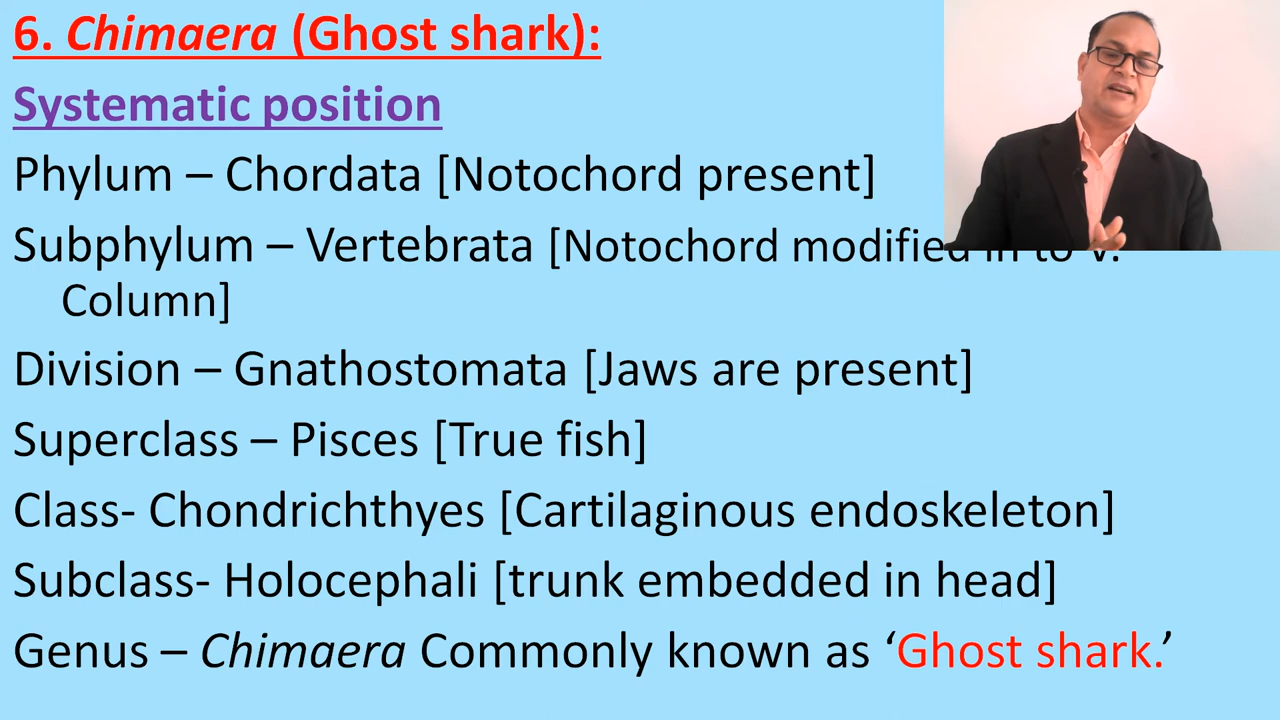 6. Chimaera (Ghost shark):
Systematic position
Phylum – Chordata [Notochord present]
Subphylum – Vertebrata [Notochord modified in to V.
Column]
Division – Gnathostomata [Jaws are present]
Superclass – Pisces [True fish]
Class- Chondrichthyes [Cartilaginous endoskeleton]
Subclass- Holocephali [trunk embedded in head]
Genus – Chimaera Commonly known as ‘Ghost shark.’